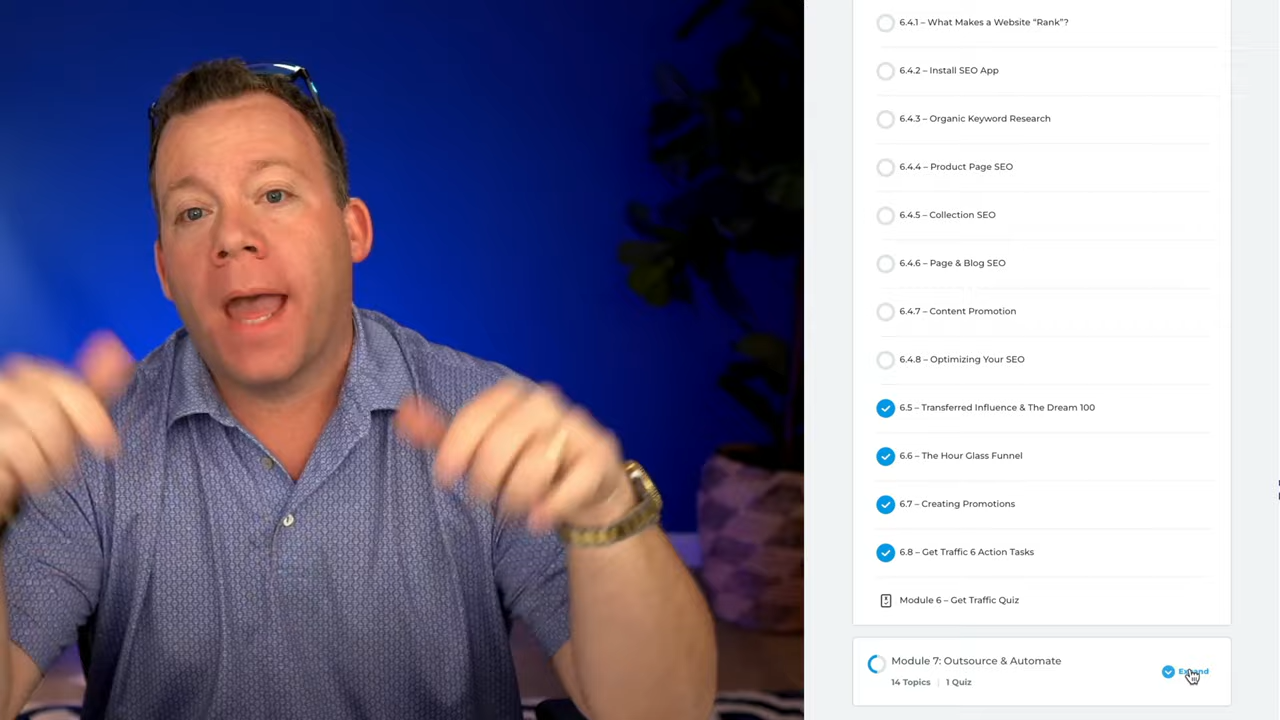 6.4.1 – What Makes a Website “Rank”?
6.4.2 – Install SEO App
6.4.3 – Organic Keyword Research
6.4.4 – Product Page SEO
6.4.5 – Collection SEO
6.4.6 – Page & Blog SEO
6.4.7 – Content Promotion
6.4.8 – Optimizing Your SEO
6.5 – Transferred Influence & The Dream 100
6.6 – The Hour Glass Funnel
6.7 – Creating Promotions
6.8 – Get Traffic 6 Action Tasks
Module 6 – Get Traffic Quiz
Module 7: Outsource & Automate
Expand
14 Topics | 1 Quiz